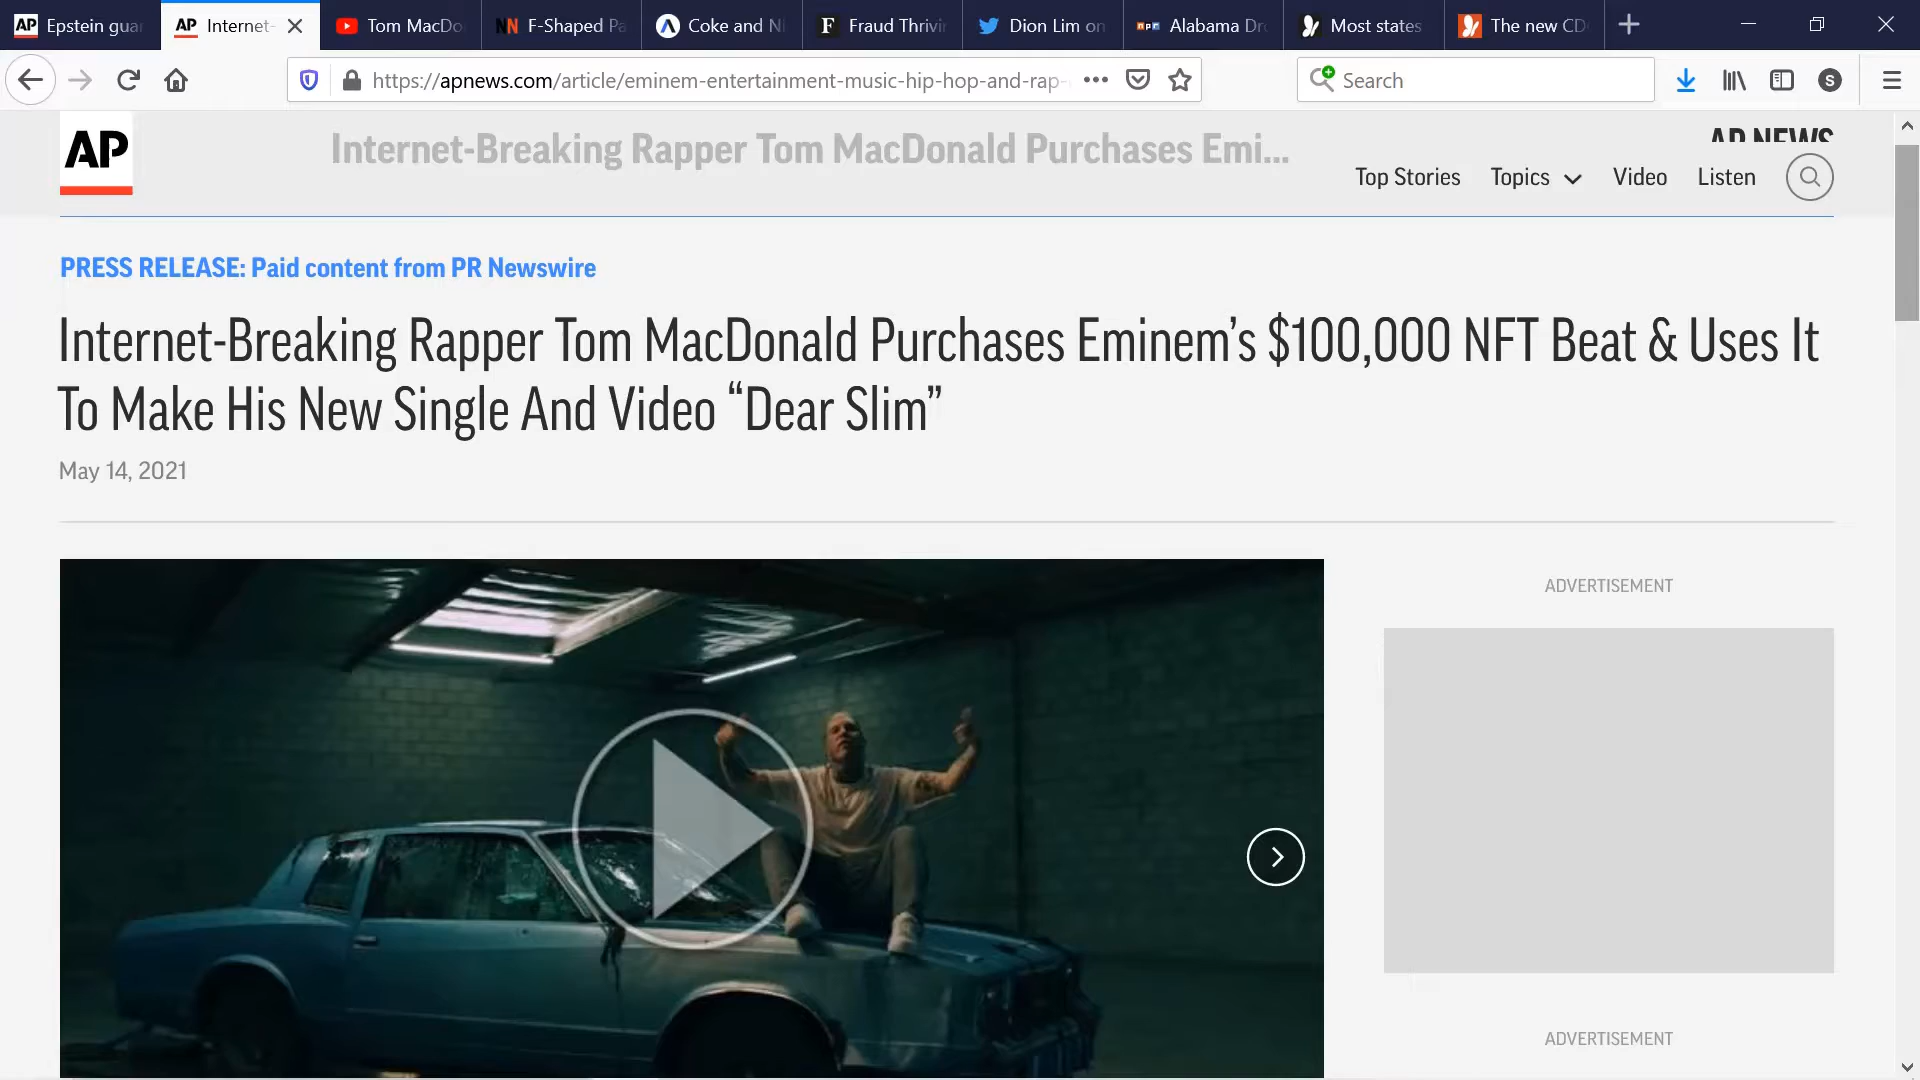 Epstein gua
Internet-
Tom MacDo
F-Shaped Pa
Coke and N
Fraud Thrivin
Dion Lim on
Alabama Dr
Most states
The new CD
https://apnews.com/article/eminem-entertainment-music-hip-hop-and-rap-
Search
S
AP
Internet-Breaking Rapper Tom MacDonald Purchases Emi...
AP NEWS
Top Stories
Topics
Video
Listen
PRESS RELEASE: Paid content from PR Newswire
Internet-Breaking Rapper Tom MacDonald Purchases Eminem’s $100,000 NFT Beat & Uses It
To Make His New Single And Video “Dear Slim”
May 14, 2021
ADVERTISEMENT
ADVERTISEMENT